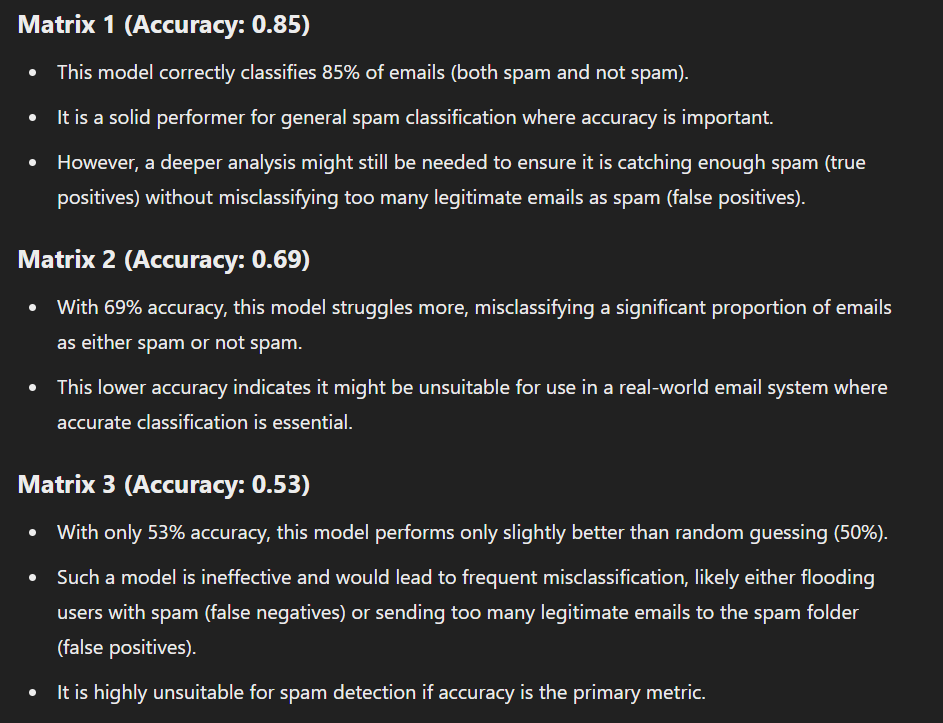 Matrix 1 (Accuracy: 0.85)
• This model correctly classifies 85% of emails (both spam and not spam).
• It is a solid performer for general spam classification where accuracy is important.
• However, a deeper analysis might still be needed to ensure it is catching enough spam (true
positives) without misclassifying too many legitimate emails as spam (false positives).
Matrix 2 (Accuracy: 0.69)
• With 69% accuracy, this model struggles more, misclassifying a significant proportion of emails
as either spam or not spam.
• This lower accuracy indicates it might be unsuitable for use in a real-world email system where
accurate classification is essential.
Matrix 3 (Accuracy: 0.53)
• With only 53% accuracy, this model performs only slightly better than random guessing (50%).
• Such a model is ineffective and would lead to frequent misclassification, likely either flooding
users with spam (false negatives) or sending too many legitimate emails to the spam folder
(false positives).
• It is highly unsuitable for spam detection if accuracy is the primary metric.